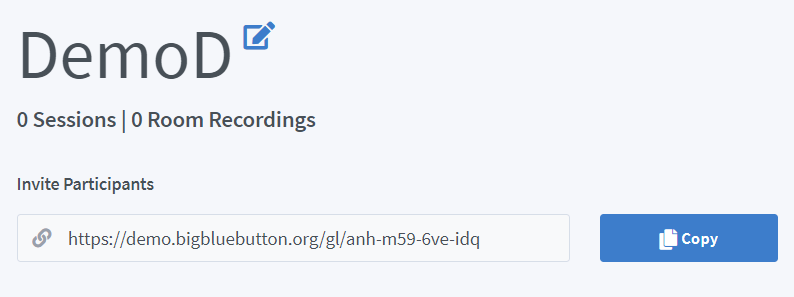 DemoD
0 Sessions | 0 Room Recordings
Invite Participants
https://demo.bigbluebutton.org/gl/anh-m59-6ve-idq
Copy